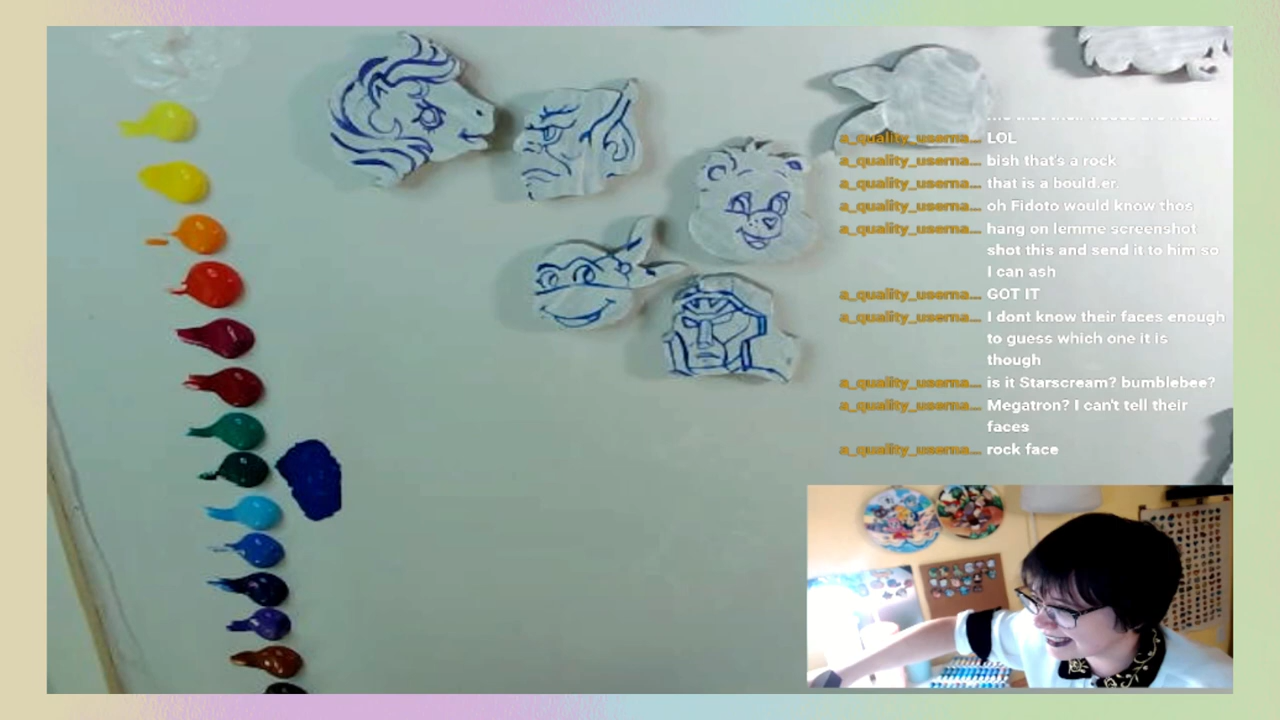 a_quality_userna... LOL
a_quality_userna... bish that's a rock
a_quality_userna... that is a bould.er.
a_quality_userna... oh Fidoto would know thos
a_quality_userna... hang on lemme screenshot
shot this and send it to him so
I can ash
a_quality_userna... GOT IT
a_quality_userna... I dont know their faces enough
to guess which one it is
though
a_quality_userna... is it Starscream? bumblebee?
a_quality_userna... Megatron? I can't tell their
faces
a_quality_userna... rock face